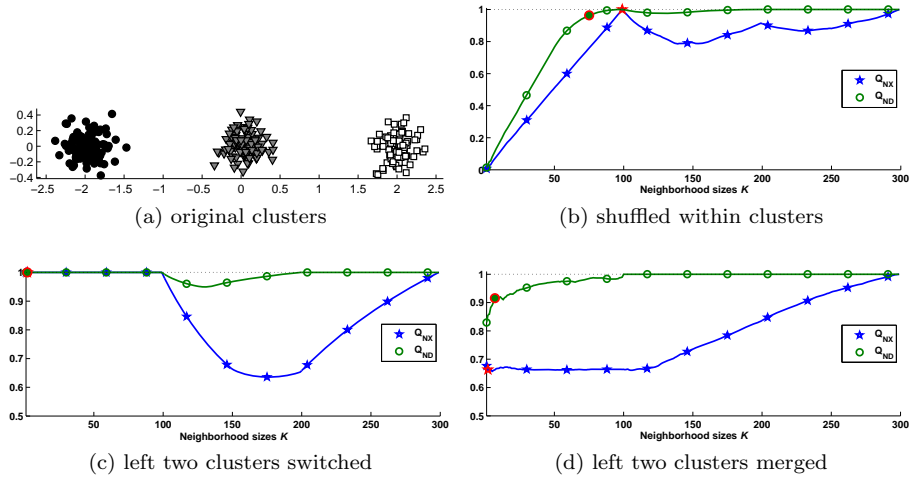 0.4
0.2
0
−0.2
−0.4
−2.5 −2 −1.5 −1 −0.5 0 0.5 1 1.5 2 2.5
(a) original clusters
1
0.8
0.6
0.4
0.2
0
50 100 150 200 250 300
Neighborhood sizes K
Q_NX
Q_ND
(b) shuffled within clusters
1
0.9
0.8
0.7
0.6
0.5
50 100 150 200 250 300
Neighborhood sizes K
Q_NX
Q_ND
(c) left two clusters switched
1
0.9
0.8
0.7
0.6
0.5
50 100 150 200 250 300
Neighborhood sizes K
Q_NX
Q_ND
(d) left two clusters merged